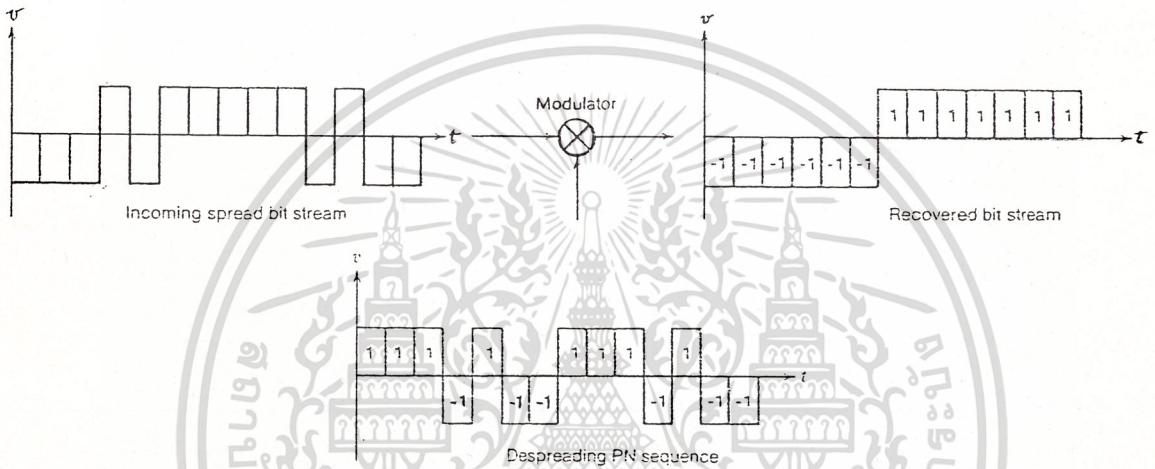 v
v
Modulator
t
t
1 1 1 1 1 1 1
-1 -1 -1 -1 -1 -1
Incoming spread bit stream
Recovered bit stream
v
1 1 1 1 1 1 1 1
t
-1 -1 -1 -1 -1 -1
Despreading PN sequence